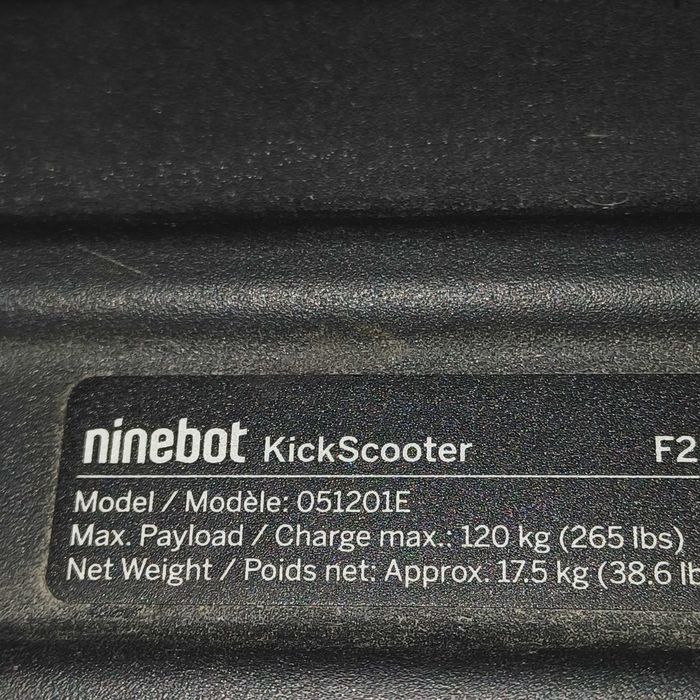 ninebot KickScooter F2
Model / Modèle: 051201E
Max. Payload / Charge max.: 120 kg (265 lbs)
Net Weight / Poids net: Approx. 17.5 kg (38.6 lb